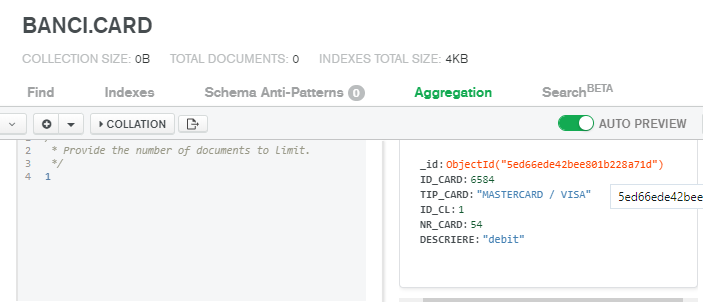 BANCI.CARD
COLLECTION SIZE: 0B TOTAL DOCUMENTS: 0 INDEXES TOTAL SIZE: 4KB
Find Indexes Schema Anti-Patterns 0 Aggregation Search BETA
COLLATION AUTO PREVIEW
2 * Provide the number of documents to limit.
3 */
4 1
_id: ObjectId("5ed66ede42bee801b228a71d")
ID_CARD: 6584
TIP_CARD: "MASTERCARD / VISA"
5ed66ede42bee
ID_CL: 1
NR_CARD: 54
DESCRIERE: "debit"